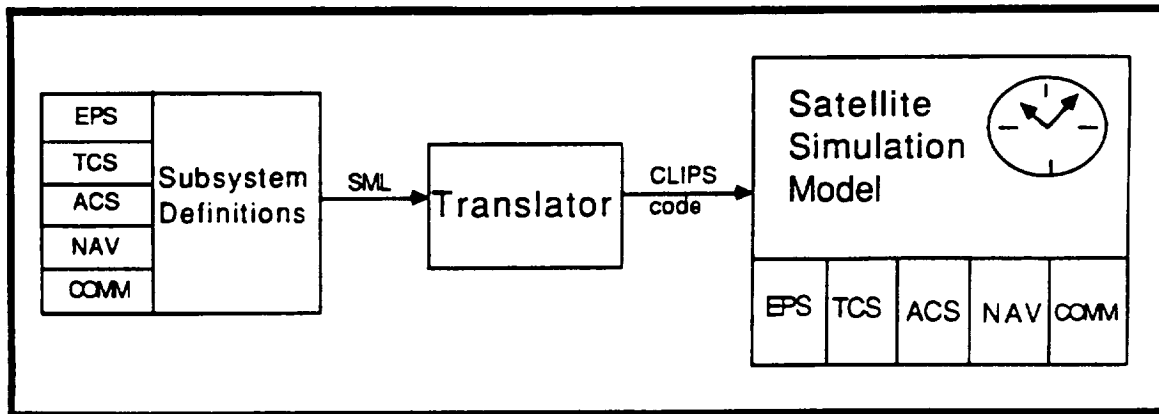 EPS
TCS
ACS
NAV
COMM
Subsystem
Definitions
SML
Translator
CLIPS
code
Satellite
Simulation
Model
EPS
TCS
ACS
NAV
COMM